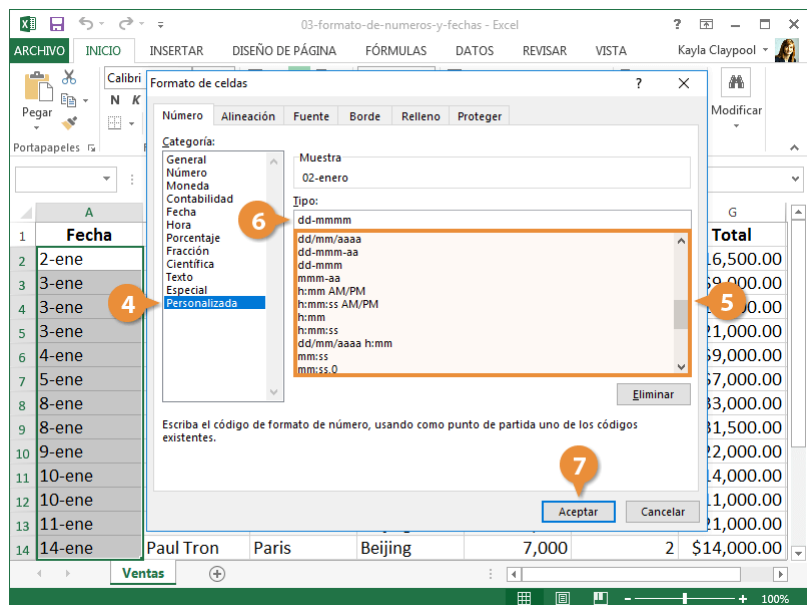 03-formato-de-numeros-y-fechas - Excel
ARCHIVO INICIO INSERTAR DISEÑO DE PÁGINA FÓRMULAS DATOS REVISAR VISTA Kayla Claypool
Calibri
N K
Pegar
Modificar
Portapapeles
Formato de celdas
Número Alineación Fuente Borde Relleno Proteger
Categoría:
General
Número
Moneda
Contabilidad
Fecha
Hora
Porcentaje
Fracción
Científica
Texto
Especial
Personalizada
4
Muestra
02-enero
Tipo:
6
dd-mmmm
dd/mm/aaaa
dd-mmm-aa
dd-mmm
mmm-aa
h:mm AM/PM
h:mm:ss AM/PM
h:mm
h:mm:ss
dd/mm/aaaa h:mm
mm:ss
mm:ss,0
5
Eliminar
Escriba el código de formato de número, usando como punto de partida uno de los códigos
existentes.
7
Aceptar Cancelar
A G
1 Fecha Total
2 2-ene 16,500.00
3 3-ene
4 3-ene
5 3-ene 21,000.00
6 4-ene $9,000.00
7 5-ene $7,000.00
8 8-ene 33,000.00
9 8-ene 31,500.00
10 9-ene 22,000.00
11 10-ene 14,000.00
12 10-ene 11,000.00
13 11-ene 21,000.00
14 14-ene Paul Tron Paris Beijing 7,000 2 $14,000.00
Ventas
100%